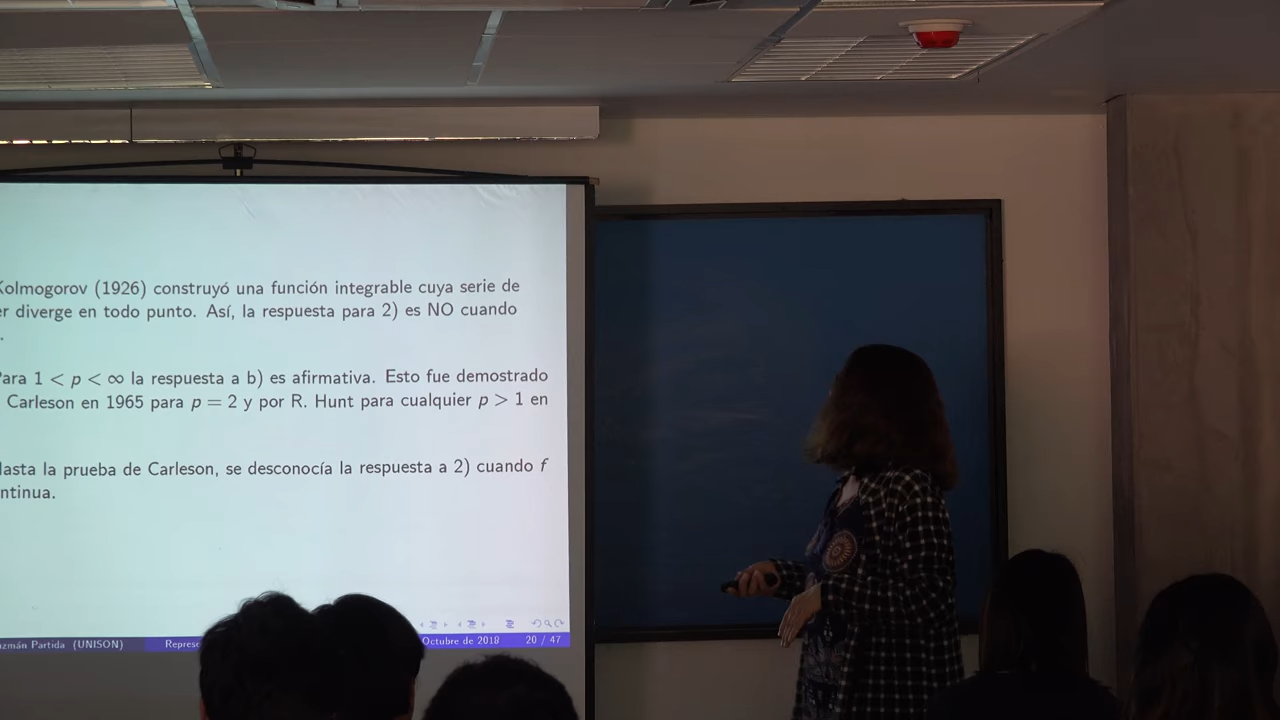 Kolmogorov (1926) construyó una función integrable cuya serie de
er diverge en todo punto. Así, la respuesta para 2) es NO cuando
.
Para 1 < p < ∞ la respuesta a b) es afirmativa. Esto fue demostrado
Carleson en 1965 para p = 2 y por R. Hunt para cualquier p > 1 en
Hasta la prueba de Carleson, se desconocía la respuesta a 2) cuando f
ntinua.
uzmán Partida (UNISON) Represe Octubre de 2018 20 / 47